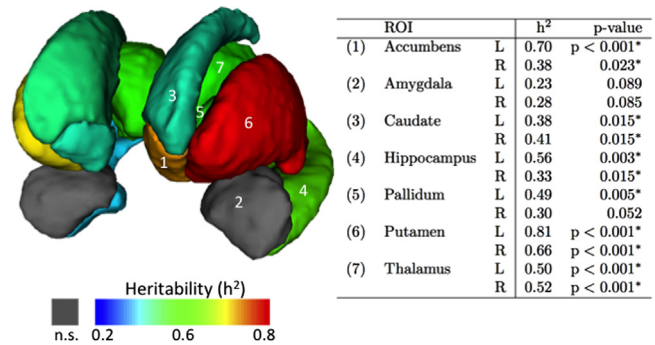 3
7
5
6
1
2
4
Heritability (h²)
n.s. 0.2 0.6 0.8
ROI h² p-value
(1) Accumbens L 0.70 p < 0.001*
R 0.38 0.023*
(2) Amygdala L 0.23 0.089
R 0.28 0.085
(3) Caudate L 0.38 0.015*
R 0.41 0.015*
(4) Hippocampus L 0.56 0.003*
R 0.33 0.015*
(5) Pallidum L 0.49 0.005*
R 0.30 0.052
(6) Putamen L 0.81 p < 0.001*
R 0.66 p < 0.001*
(7) Thalamus L 0.50 p < 0.001*
R 0.52 p < 0.001*